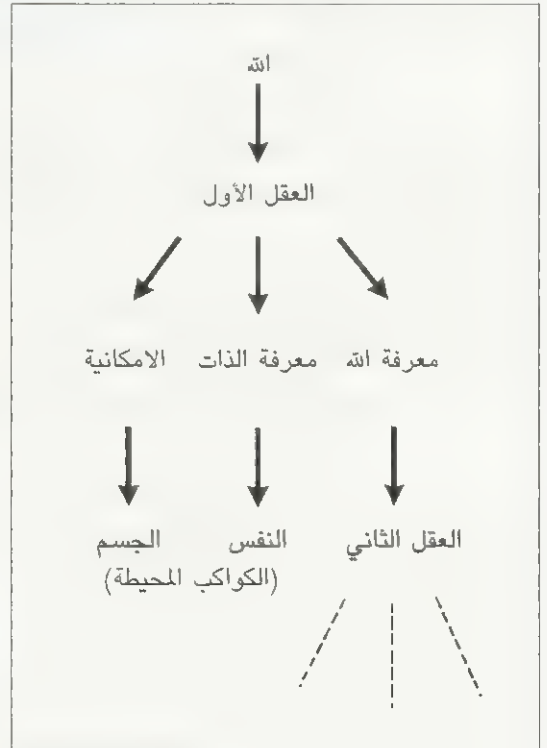 الله
العقل الأول
معرفة الله معرفة الذات الامكانية
العقل الثاني النفس الجسم
(الكواكب المحيطة)